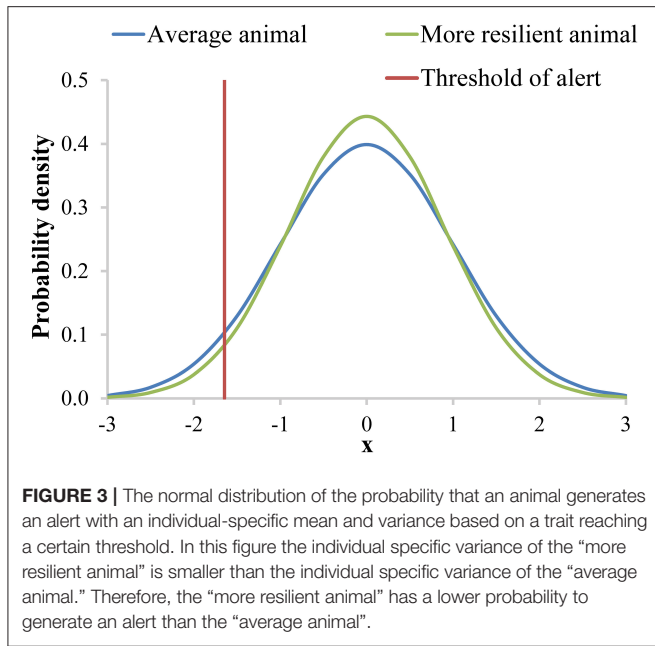 Average animal
More resilient animal
Threshold of alert
0.5
0.4
0.3
0.2
0.1
0.0
Probability density
-3
-2
-1
0
1
2
3
x
FIGURE 3 | The normal distribution of the probability that an animal generates
an alert with an individual-specific mean and variance based on a trait reaching
a certain threshold. In this figure the individual specific variance of the “more
resilient animal” is smaller than the individual specific variance of the “average
animal.” Therefore, the “more resilient animal” has a lower probability to
generate an alert than the “average animal”.